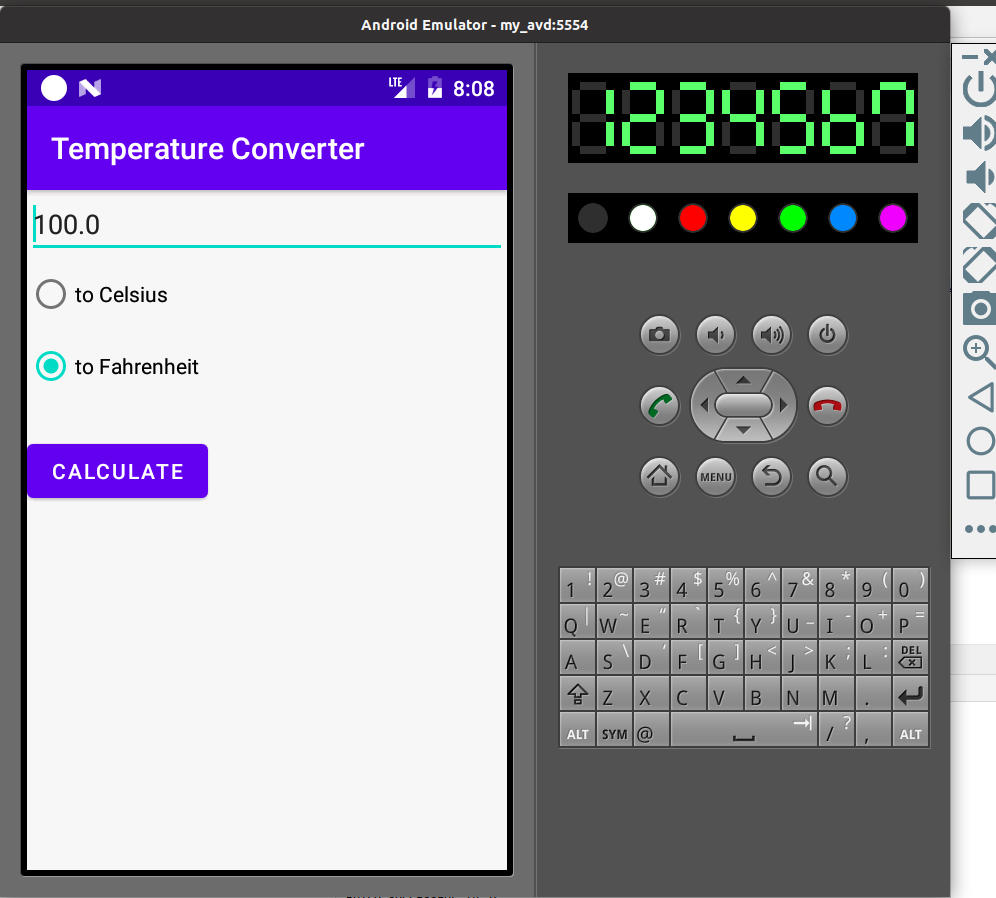 Android Emulator - my_avd:5554
LTE 8:08
Temperature Converter
100.0
to Celsius
to Fahrenheit
CALCULATE
1234567
MENU
1 ! 2 @ 3 # 4 $ 5 % 6 ^ 7 & 8 * 9 ( 0 )
Q | W ~ E “ R ` T { Y } U _ I - O + P =
A S \ D ‘ F [ G ] H < J > K ; L : DEL
Z X C V B N M .
ALT SYM @ / ? , ALT